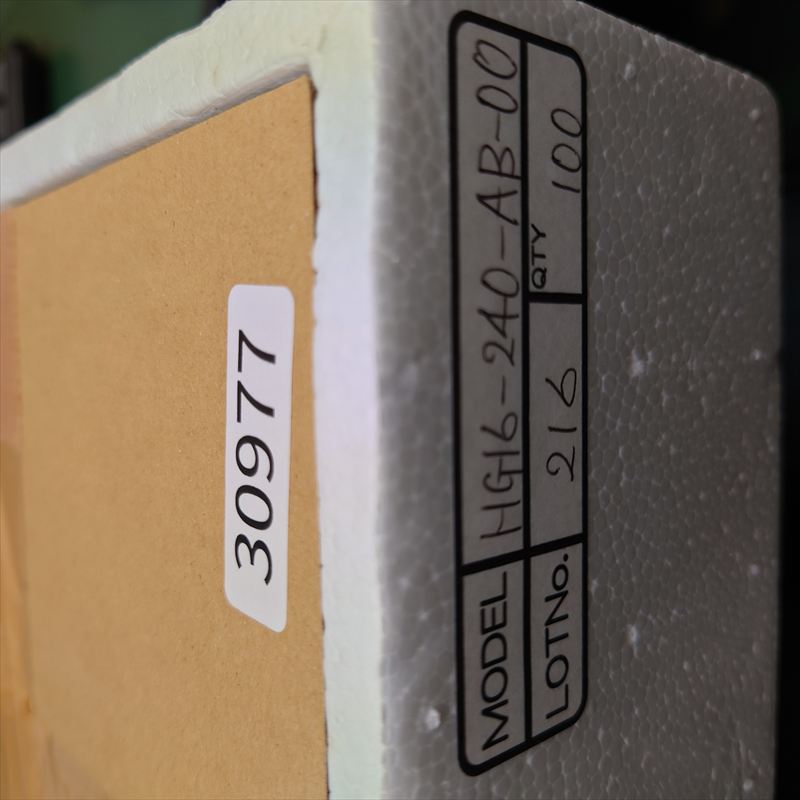 30977
MODEL HG16-240-AB-00
LOTNo. 216 QTY 100